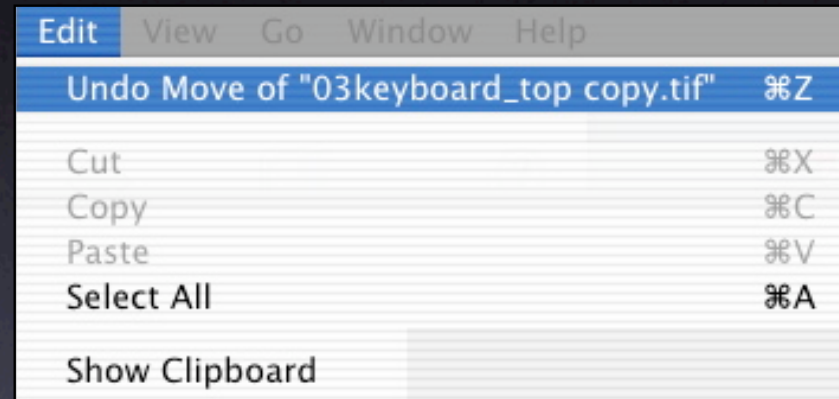 Edit View Go Window Help
Undo Move of "03keyboard_top copy.tif" ⌘Z
Cut ⌘X
Copy ⌘C
Paste ⌘V
Select All ⌘A
Show Clipboard